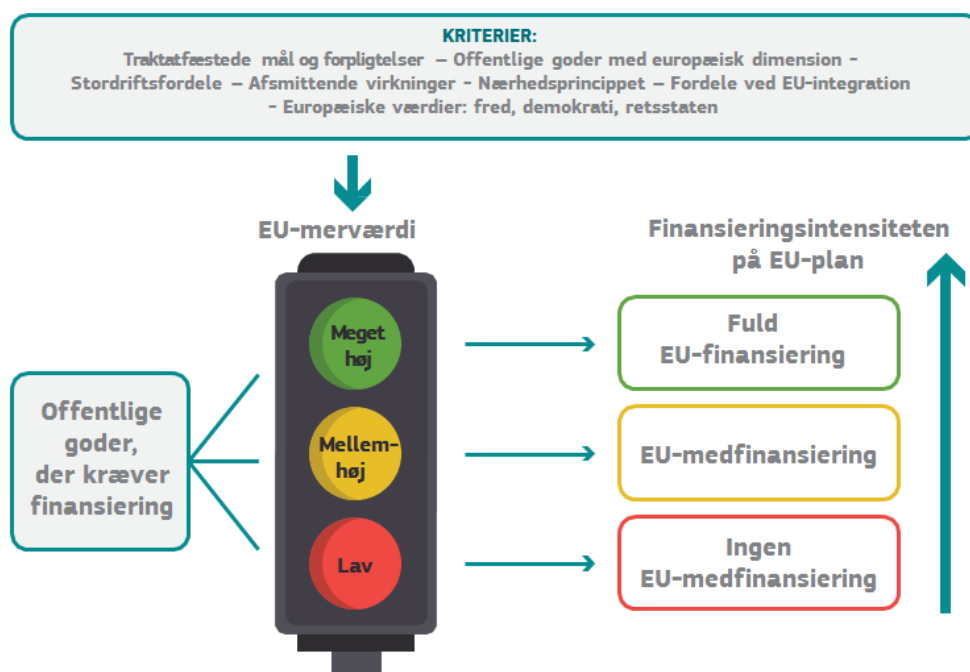 KRITERIER:
Traktatfæstede mål og forpligtelser – Offentlige goder med europæisk dimension -
Stordriftsfordele – Afsmittende virkninger - Nærhedsprincippet – Fordele ved EU-integration
- Europæiske værdier: fred, demokrati, retsstaten
EU-merværdi
Finansieringsintensiteten
på EU-plan
Offentlige
goder,
der kræver
finansiering
Meget
høj
Fuld
EU-finansiering
Mellem-
høj
EU-medfinansiering
Lav
Ingen
EU-medfinansiering